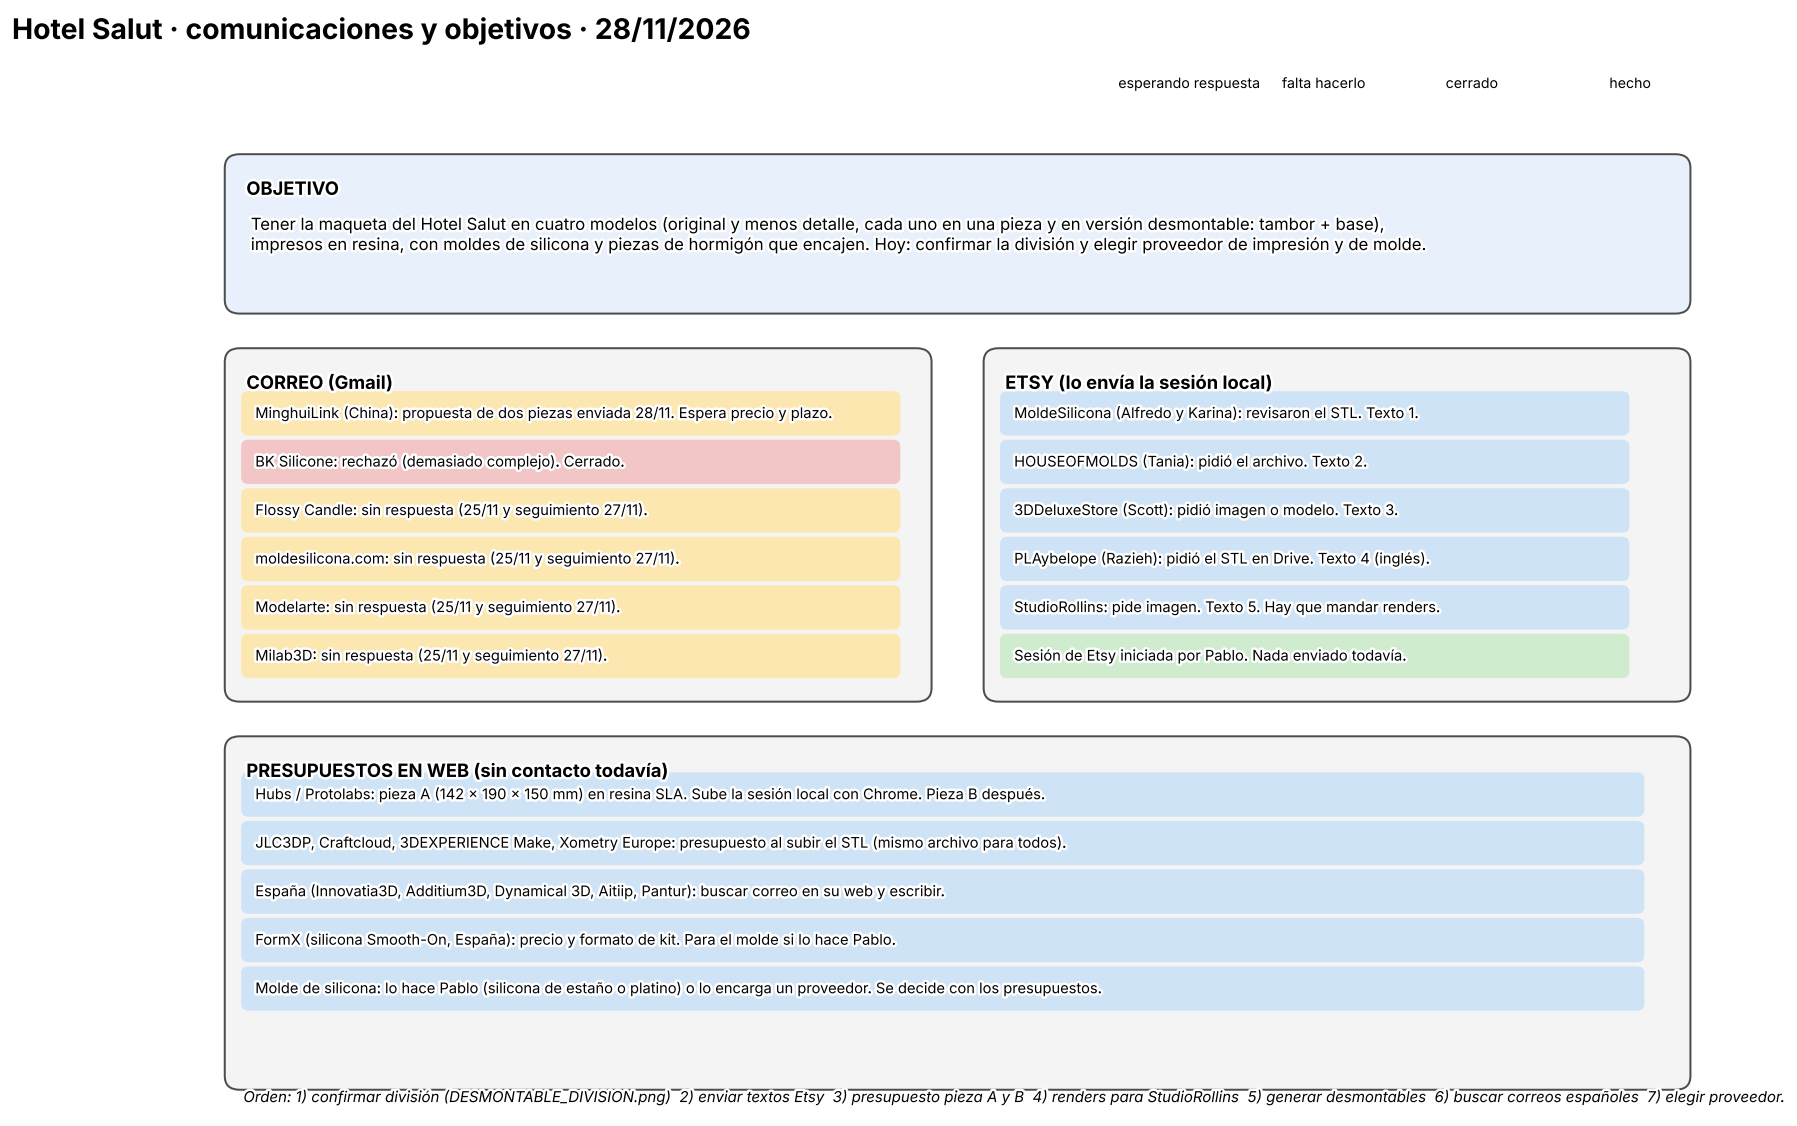 Hotel Salut · comunicaciones y objetivos · 28/11/2026
esperando respuesta
falta hacerlo
cerrado
hecho
OBJETIVO
Tener la maqueta del Hotel Salut en cuatro modelos (original y menos detalle, cada uno en una pieza y en versión desmontable: tambor + base),
impresos en resina, con moldes de silicona y piezas de hormigón que encajen. Hoy: confirmar la división y elegir proveedor de impresión y de molde.
CORREO (Gmail)
MinghuiLink (China): propuesta de dos piezas enviada 28/11. Espera precio y plazo.
BK Silicone: rechazó (demasiado complejo). Cerrado.
Flossy Candle: sin respuesta (25/11 y seguimiento 27/11).
moldesilicona.com: sin respuesta (25/11 y seguimiento 27/11).
Modelarte: sin respuesta (25/11 y seguimiento 27/11).
Milab3D: sin respuesta (25/11 y seguimiento 27/11).
ETSY (lo envía la sesión local)
MoldeSilicona (Alfredo y Karina): revisaron el STL. Texto 1.
HOUSEOFMOLDS (Tania): pidió el archivo. Texto 2.
3DDeluxeStore (Scott): pidió imagen o modelo. Texto 3.
PLAybelope (Razieh): pidió el STL en Drive. Texto 4 (inglés).
StudioRollins: pide imagen. Texto 5. Hay que mandar renders.
Sesión de Etsy iniciada por Pablo. Nada enviado todavía.
PRESUPUESTOS EN WEB (sin contacto todavía)
Hubs / Protolabs: pieza A (142 × 190 × 150 mm) en resina SLA. Sube la sesión local con Chrome. Pieza B después.
JLC3DP, Craftcloud, 3DEXPERIENCE Make, Xometry Europe: presupuesto al subir el STL (mismo archivo para todos).
España (Innovatia3D, Additium3D, Dynamical 3D, Aitiip, Pantur): buscar correo en su web y escribir.
FormX (silicona Smooth-On, España): precio y formato de kit. Para el molde si lo hace Pablo.
Molde de silicona: lo hace Pablo (silicona de estaño o platino) o lo encarga un proveedor. Se decide con los presupuestos.
Orden: 1) confirmar división (DESMONTABLE_DIVISION.png)  2) enviar textos Etsy  3) presupuesto pieza A y B  4) renders para StudioRollins  5) generar desmontables  6) buscar correos españoles  7) elegir proveedor.